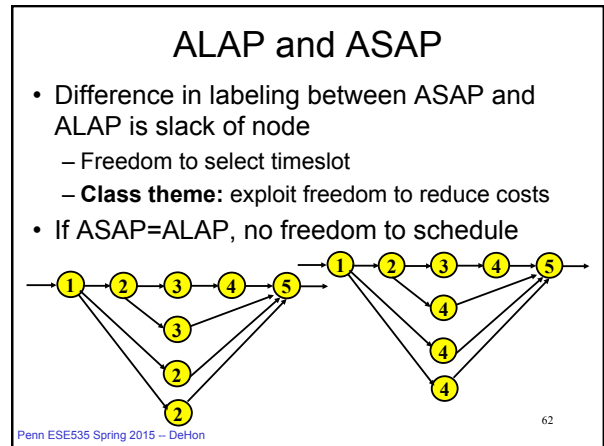 ALAP and ASAP
• Difference in labeling between ASAP and
ALAP is slack of node
– Freedom to select timeslot
– Class theme: exploit freedom to reduce costs
• If ASAP=ALAP, no freedom to schedule
1 2 3 4 5
3
2
2
1 2 3 4 5
4
4
4
Penn ESE535 Spring 2015 -- DeHon
62